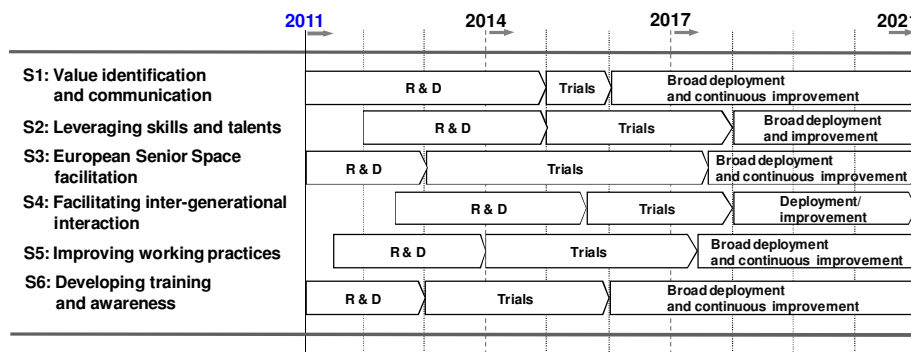 2011 2014 2017 2021
S1: Value identification
and communication
R & D Trials Broad deployment
and continuous improvement
S2: Leveraging skills and talents
R & D Trials Broad deployment
and improvement
S3: European Senior Space
facilitation
R & D Trials Broad deployment
and continuous improvement
S4: Facilitating inter-generational
interaction
R & D Trials Deployment/
improvement
S5: Improving working practices
R & D Trials Broad deployment
and continuous improvement
S6: Developing training
and awareness
R & D Trials Broad deployment
and continuous improvement